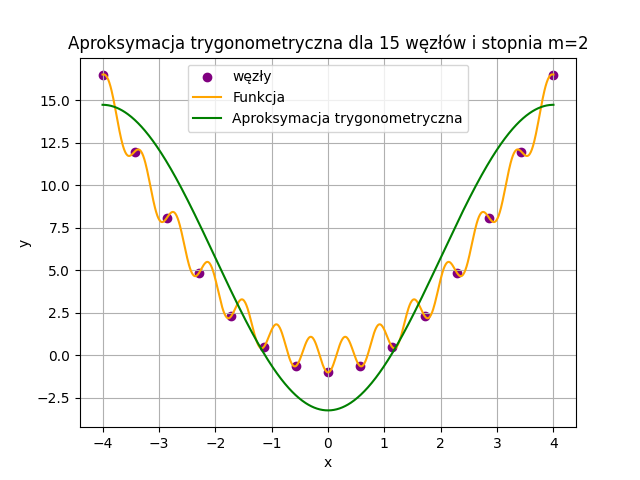 Aproksymacja trygonometryczna dla 15 węzłów i stopnia m=2
węzły
Funkcja
Aproksymacja trygonometryczna
15.0
12.5
10.0
7.5
5.0
2.5
0.0
−2.5
y
−4 −3 −2 −1 0 1 2 3 4
x